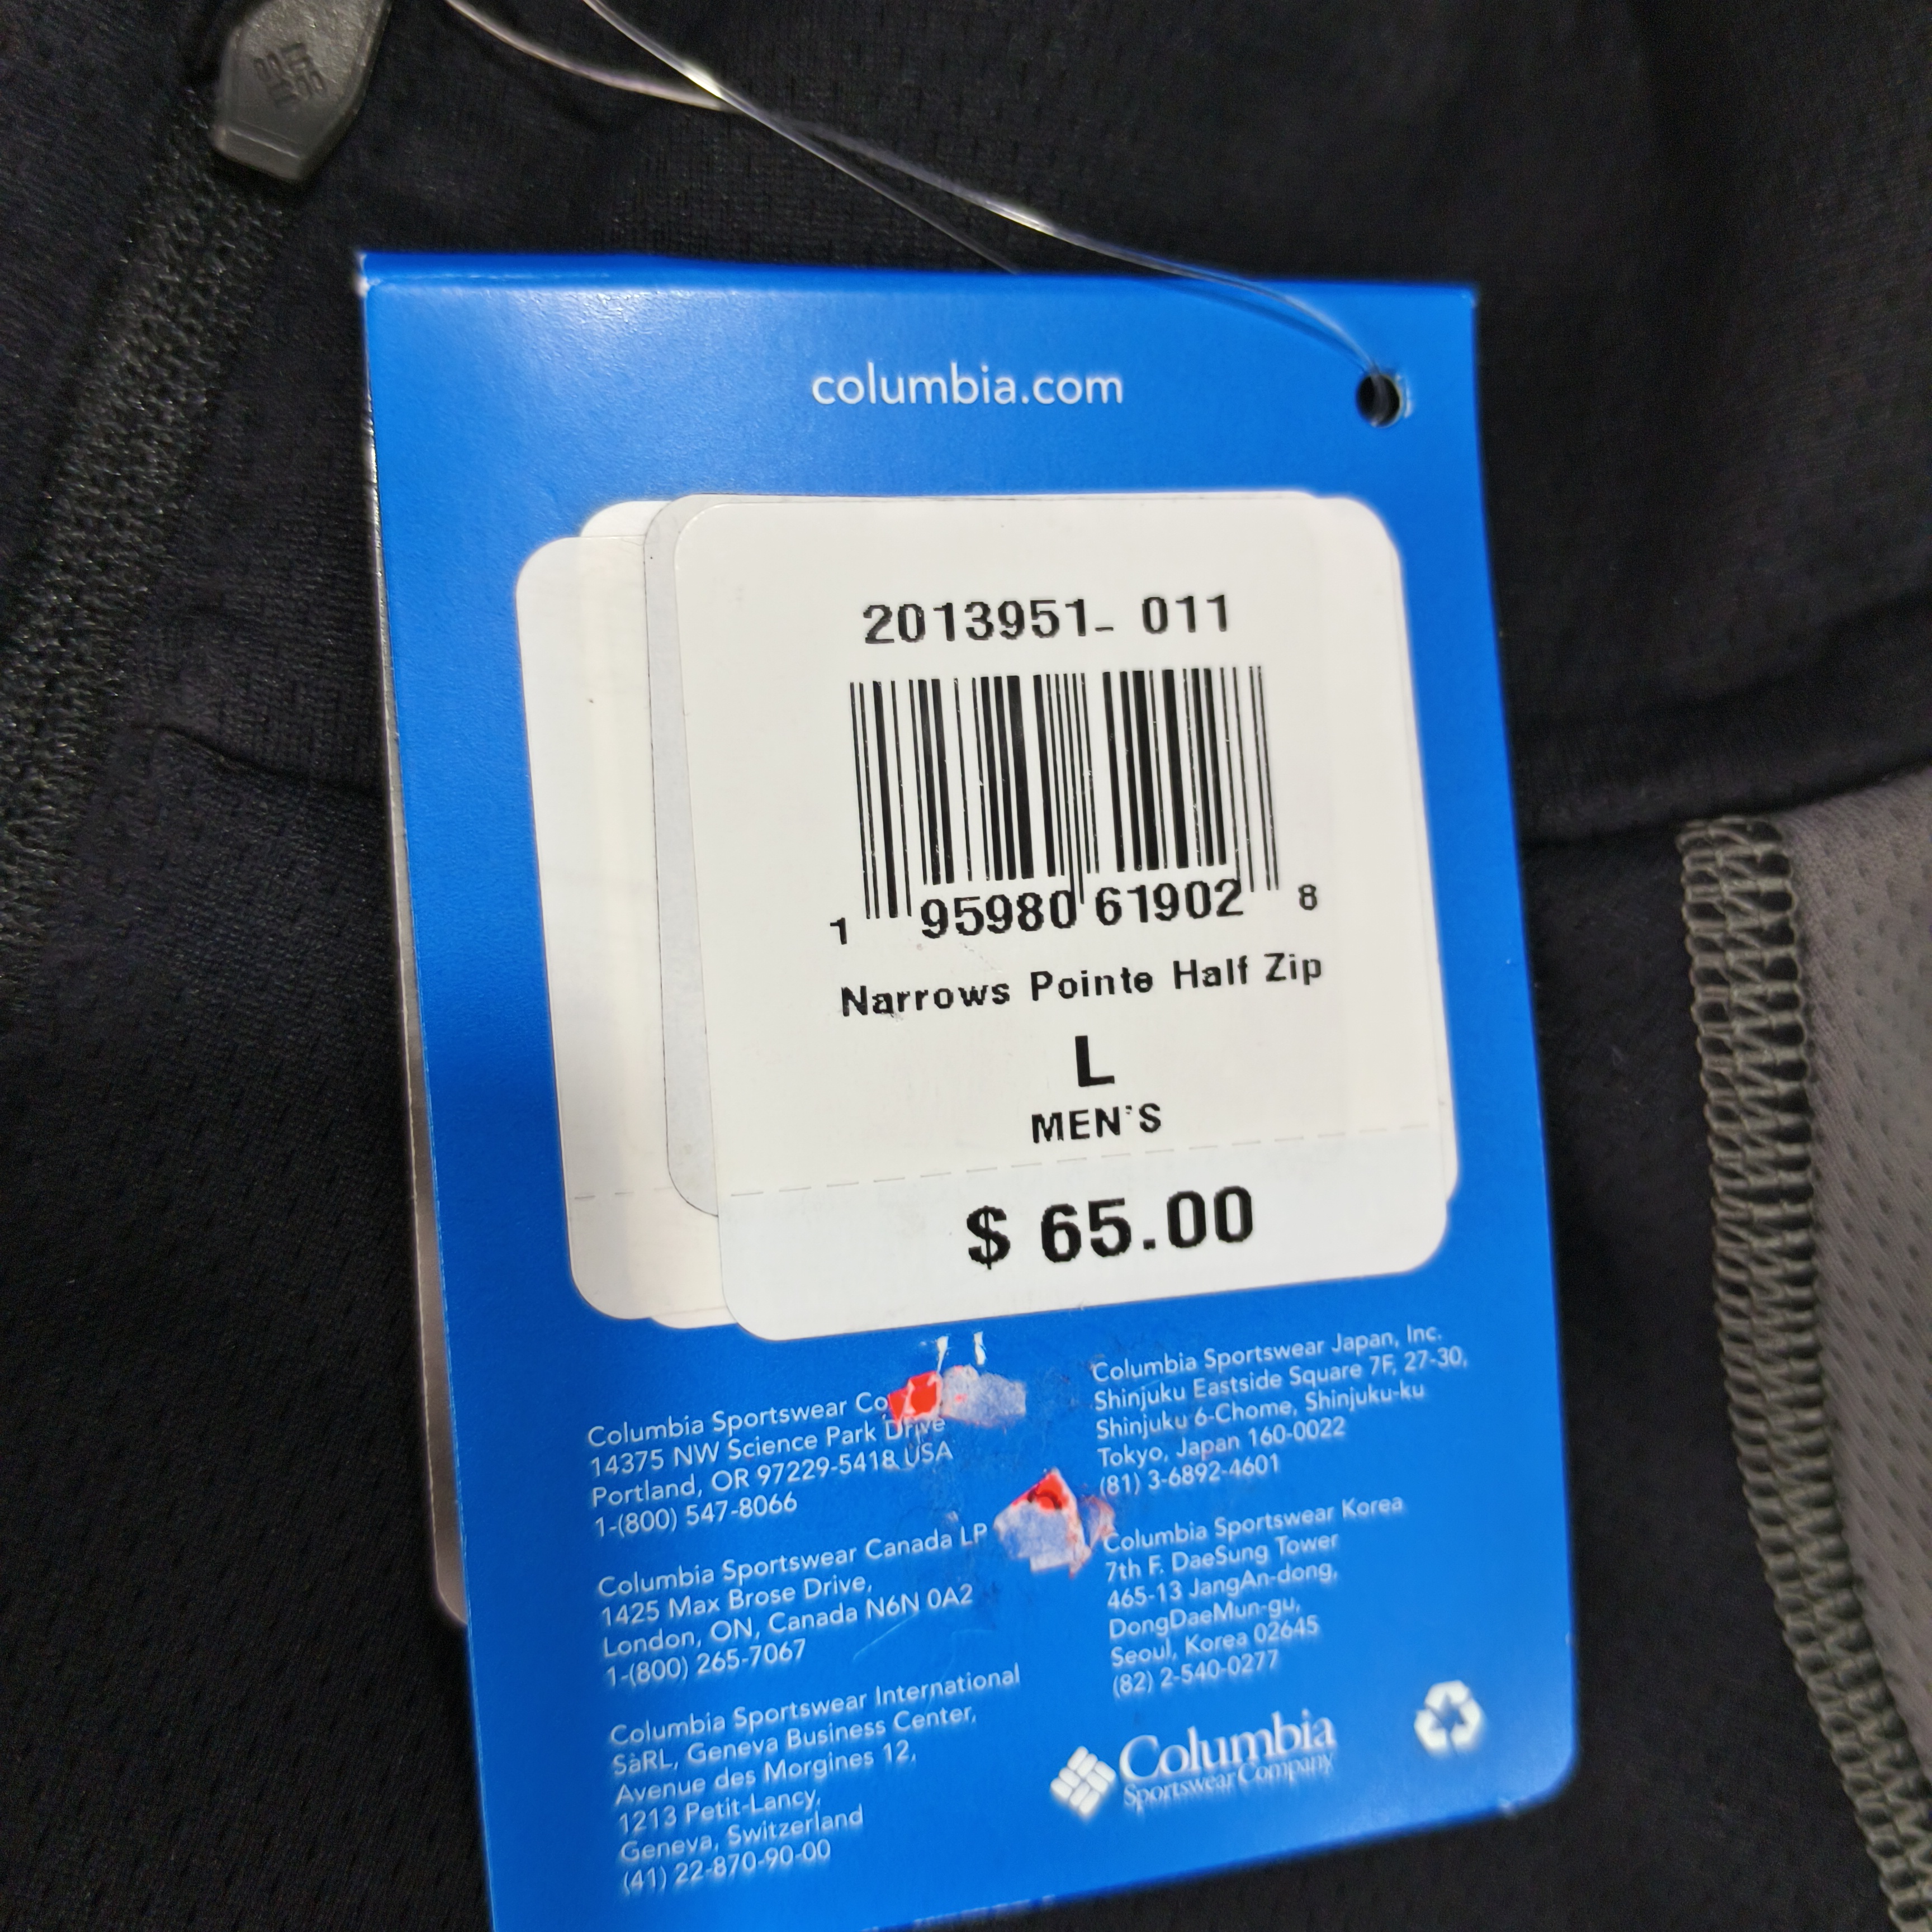 columbia.com
2013951- 011
1 95980 61902 8
Narrows Pointe Half Zip
L
MEN'S
$ 65.00
Columbia Sportswear Co
14375 NW Science Park Drive
Portland, OR 97229-5418 USA
1-(800) 547-8066
Columbia Sportswear Canada LP
1425 Max Brose Drive,
London, ON, Canada N6N 0A2
1-(800) 265-7067
Columbia Sportswear International
SàRL, Geneva Business Center,
Avenue des Morgines 12,
1213 Petit-Lancy,
Geneva, Switzerland
(41) 22-870-90-00
Columbia Sportswear Japan, Inc.
Shinjuku Eastside Square 7F, 27-30,
Shinjuku 6-Chome, Shinjuku-ku
Tokyo, Japan 160-0022
(81) 3-6892-4601
Columbia Sportswear Korea
7th F. DaeSung Tower
465-13 JangAn-dong,
DongDaeMun-gu,
Seoul, Korea 02645
(82) 2-540-0277
Columbia
Sportswear Company